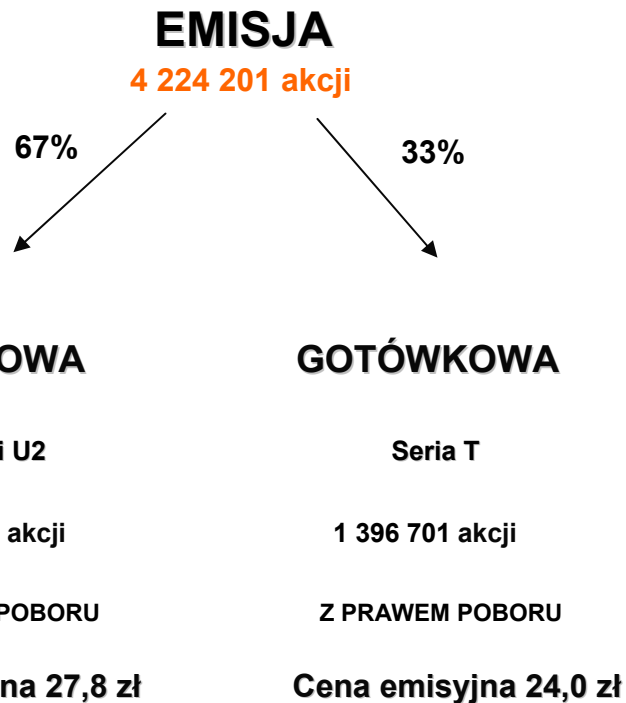 EMISJA
4 224 201 akcji
67% 33%
OWA GOTÓWKOWA
i U2 Seria T
akcji 1 396 701 akcji
POBORU Z PRAWEM POBORU
na 27,8 zł Cena emisyjna 24,0 zł